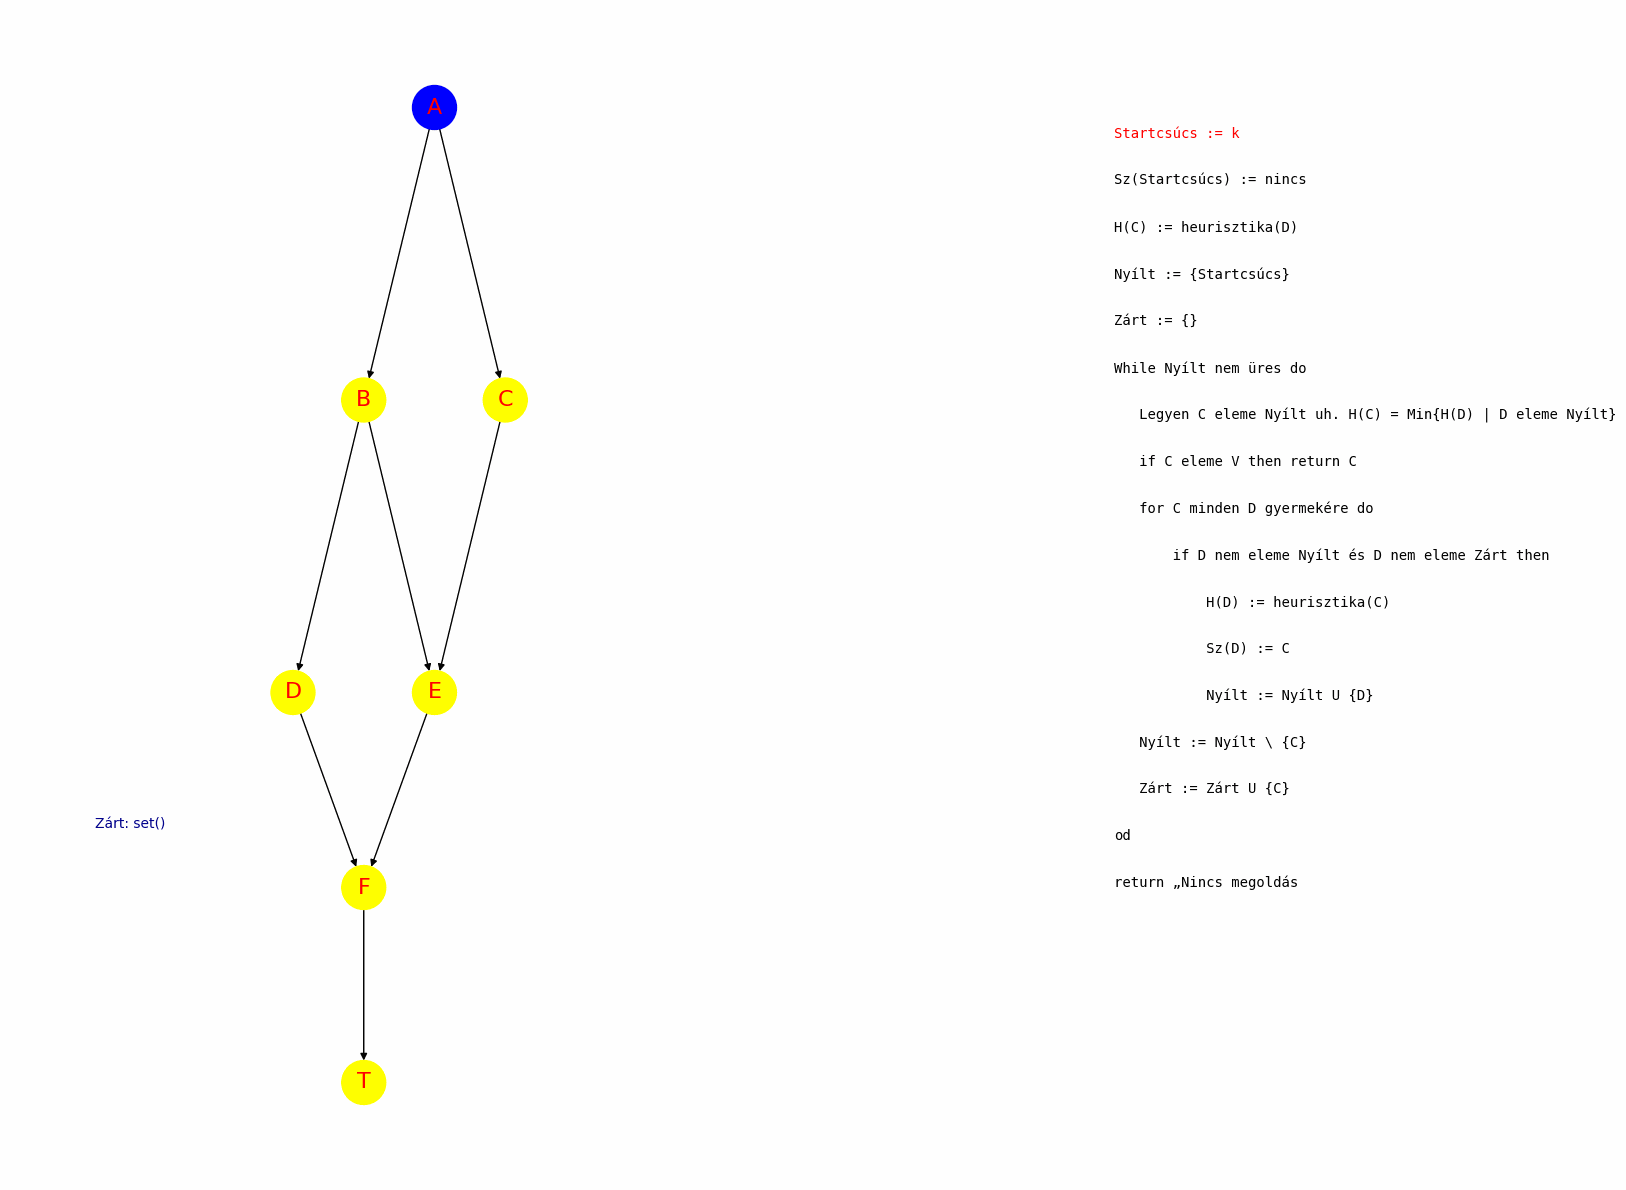 A
B
C
D
E
Zárt: set()
F
T
Startcsúcs := k
Sz(Startcsúcs) := nincs
H(C) := heurisztika(D)
Nyílt := {Startcsúcs}
Zárt := {}
While Nyílt nem üres do
Legyen C eleme Nyílt uh. H(C) = Min{H(D) | D eleme Nyílt}
if C eleme V then return C
for C minden D gyermekére do
if D nem eleme Nyílt és D nem eleme Zárt then
H(D) := heurisztika(C)
Sz(D) := C
Nyílt := Nyílt U {D}
Nyílt := Nyílt \ {C}
Zárt := Zárt U {C}
od
return „Nincs megoldás